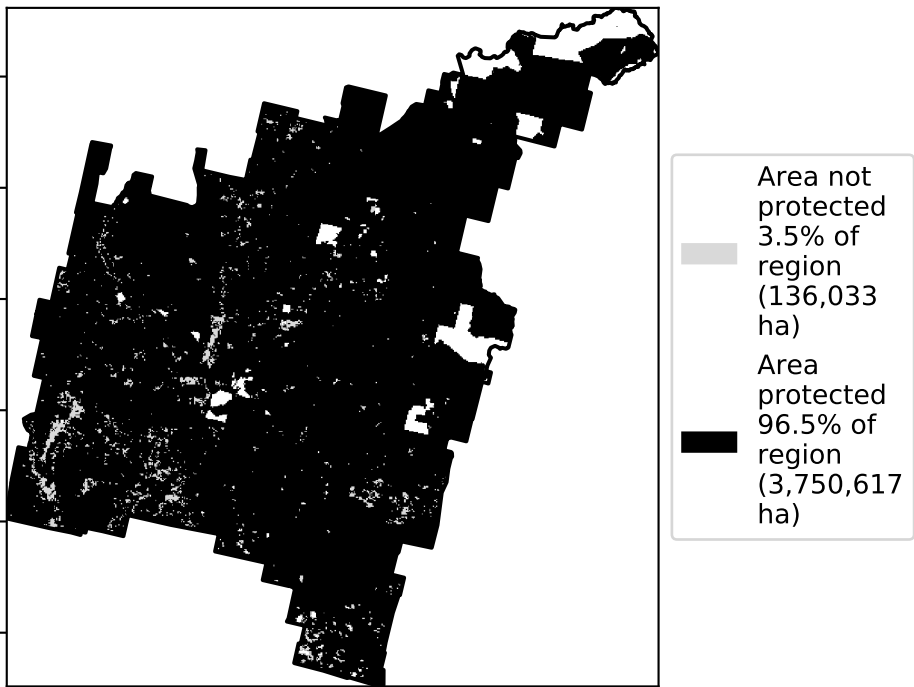 Area not
protected
3.5% of
region
(136,033
ha)
Area
protected
96.5% of
region
(3,750,617
ha)